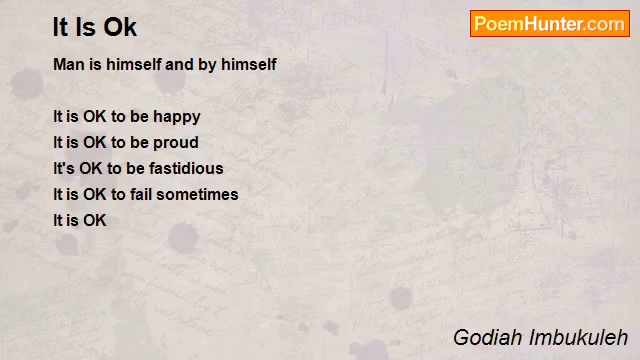 It Is Ok
PoemHunter.com
Man is himself and by himself
It is OK to be happy
It is OK to be proud
It's OK to be fastidious
It is OK to fail sometimes
It is OK
Godiah Imbukuleh